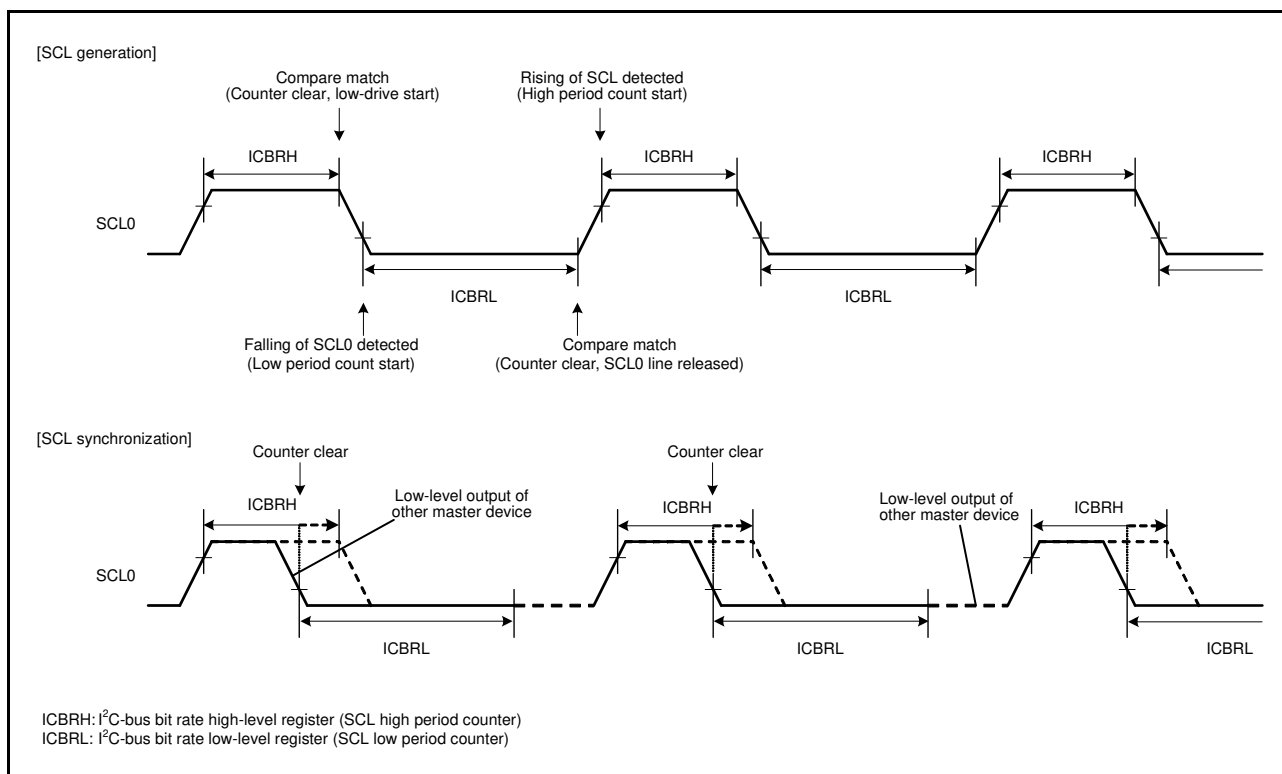 [SCL generation]
Compare match
(Counter clear, low-drive start)
Rising of SCL detected
(High period count start)
ICBRH
ICBRH
ICBRH
SCL0
ICBRL
ICBRL
Falling of SCL0 detected
(Low period count start)
Compare match
(Counter clear, SCL0 line released)
[SCL synchronization]
Counter clear
Counter clear
ICBRH
Low-level output of
other master device
ICBRH
Low-level output of
other master device
ICBRH
SCL0
ICBRL
ICBRL
ICBRL
ICBRH: I²C-bus bit rate high-level register (SCL high period counter)
ICBRL: I²C-bus bit rate low-level register (SCL low period counter)